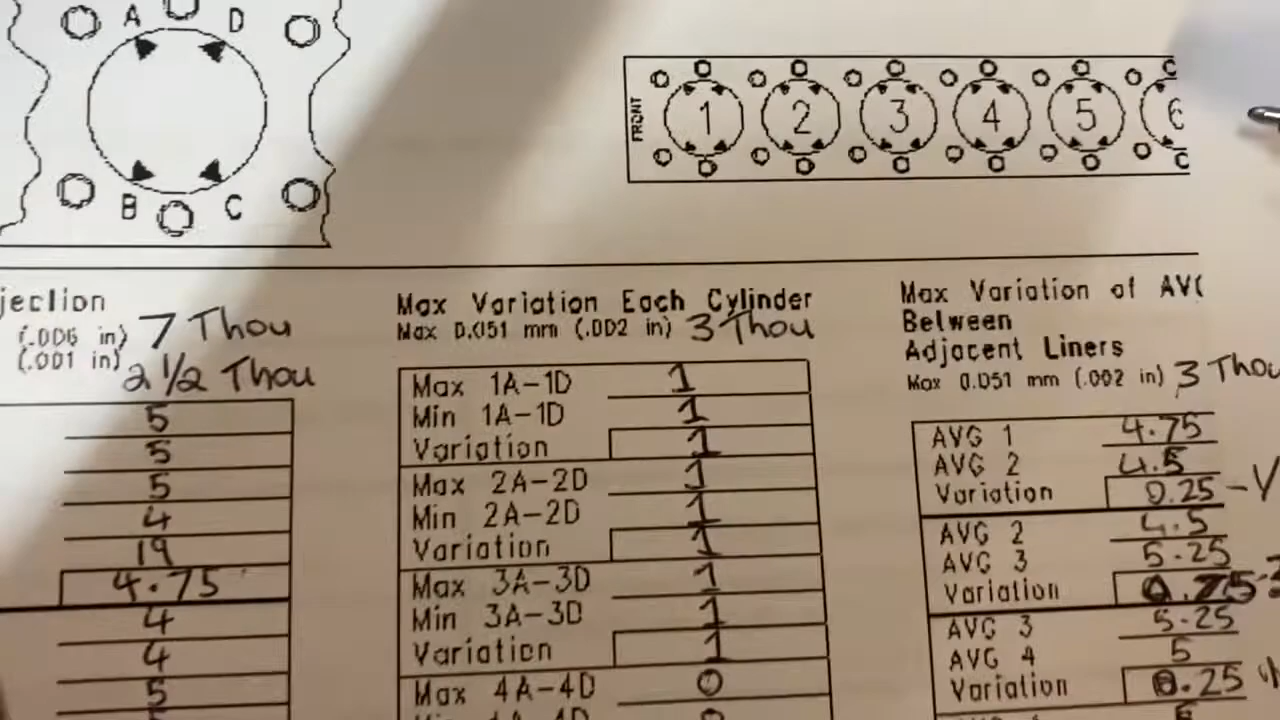 A D
B C
FRONT 1 2 3 4 5 6
jection
(.006 in) 7 Thou
(.001 in) 2 1/2 Thou
5
5
5
4
19
4.75
4
4
5
Max Variation Each Cylinder
Max 0.051 mm (.002 in) 3 Thou
Max 1A-1D 1
Min 1A-1D 1
Variation 1
Max 2A-2D 1
Min 2A-2D 1
Variation 1
Max 3A-3D 1
Min 3A-3D 1
Variation 1
Max 4A-4D 0
Max Variation of AV
Between
Adjacent Liners
Max 0.051 mm (.002 in) 3 Thou
AVG 1 4.75
AVG 2 4.5
Variation 0.25
AVG 2 4.5
AVG 3 5.25
Variation 0.75
AVG 3 5.25
AVG 4 5
Variation 0.25